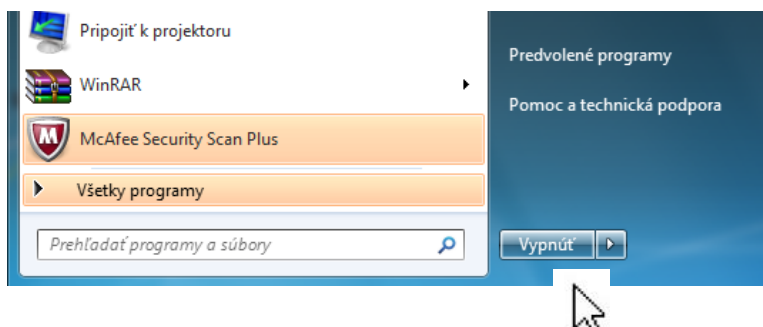 Pripojiť k projektoru
WinRAR
McAfee Security Scan Plus
Všetky programy
Prehľadať programy a súbory
Predvolené programy
Pomoc a technická podpora
Vypnúť